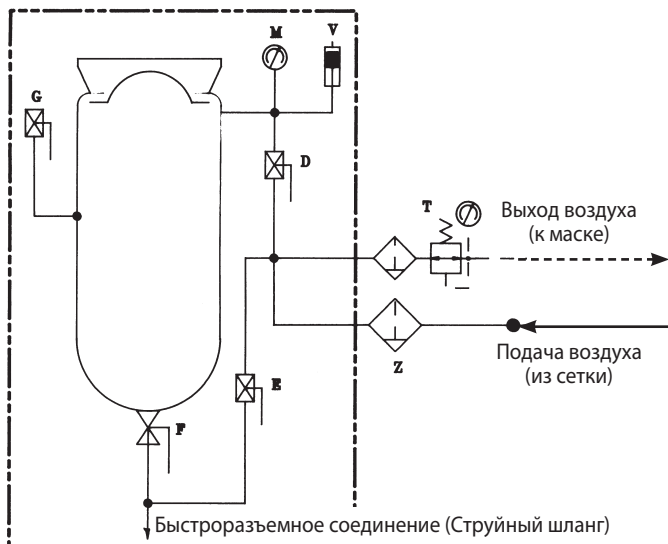 M
V
G
D
T
Выход воздуха
(к маске)
Подача воздуха
(из сетки)
Z
E
F
Быстроразъемное соединение (Струйный шланг)